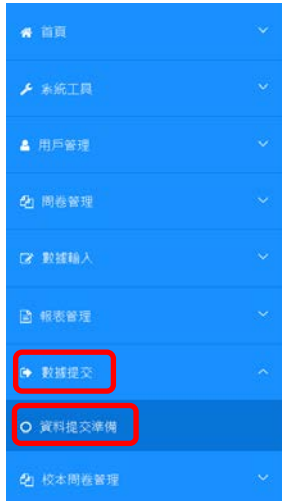 首頁
系統工具
用戶管理
問卷管理
數據輸入
報表管理
數據提交
資料提交準備
校本問卷管理